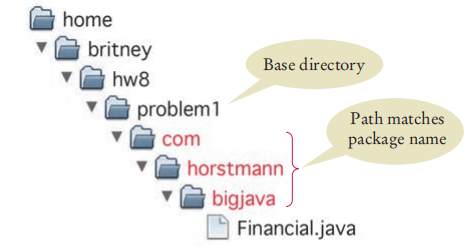 home
britney
hw8
Base directory
problem1
Path matches
package name
com
horstmann
bigjava
Financial.java